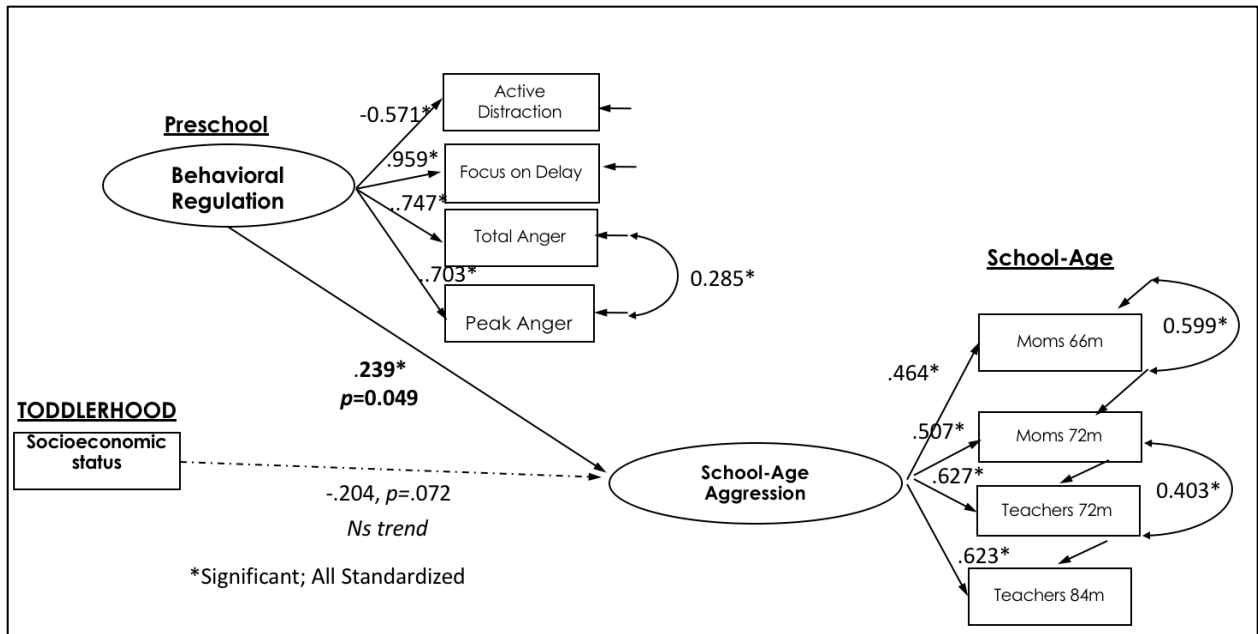 Preschool
Behavioral
Regulation
-0.571*
.959*
..747*
..703*
Active
Distraction
Focus on Delay
Total Anger
Peak Anger
0.285*
.239*
p=0.049
TODDLERHOOD
Socioeconomic
status
-.204, p=.072
Ns trend
*Significant; All Standardized
School-Age
Aggression
School-Age
.464*
.507*
.627*
.623*
Moms 66m
Moms 72m
Teachers 72m
Teachers 84m
0.599*
0.403*